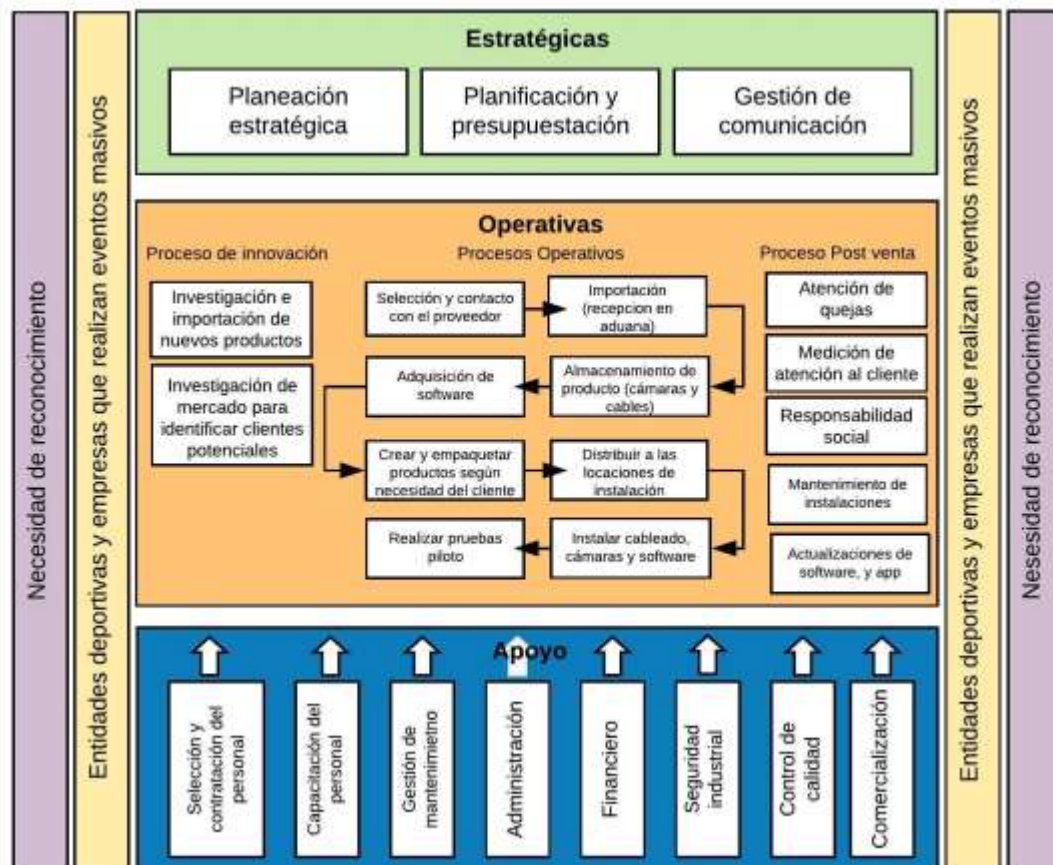 Necesidad de reconocimiento
Entidades deportivas y empresas que realizan eventos masivos
Estratégicas
Planeación
estratégica
Planificación y
presupuestación
Gestión de
comunicación
Operativas
Proceso de innovación
Investigación e
importación de
nuevos productos
Investigación de
mercado para
identificar clientes
potenciales
Procesos Operativos
Selección y contacto
con el proveedor
Importación
(recepcion en
aduana)
Almacenamiento de
producto (cámaras y
cables)
Adquisición de
software
Crear y empaquetar
productos según
necesidad del cliente
Distribuir a las
locaciones de
instalación
Instalar cableado,
cámaras y software
Realizar pruebas
piloto
Proceso Post venta
Atención de
quejas
Medición de
atención al cliente
Responsabilidad
social
Mantenimiento de
instalaciones
Actualizaciones de
software, y app
Apoyo
Selección y
contratación del
personal
Capacitación del
personal
Gestión de
mantenimietno
Administración
Financiero
Seguridad
industrial
Control de
calidad
Comercialización
Entidades deportivas y empresas que realizan eventos masivos
Nesesidad de reconocimiento